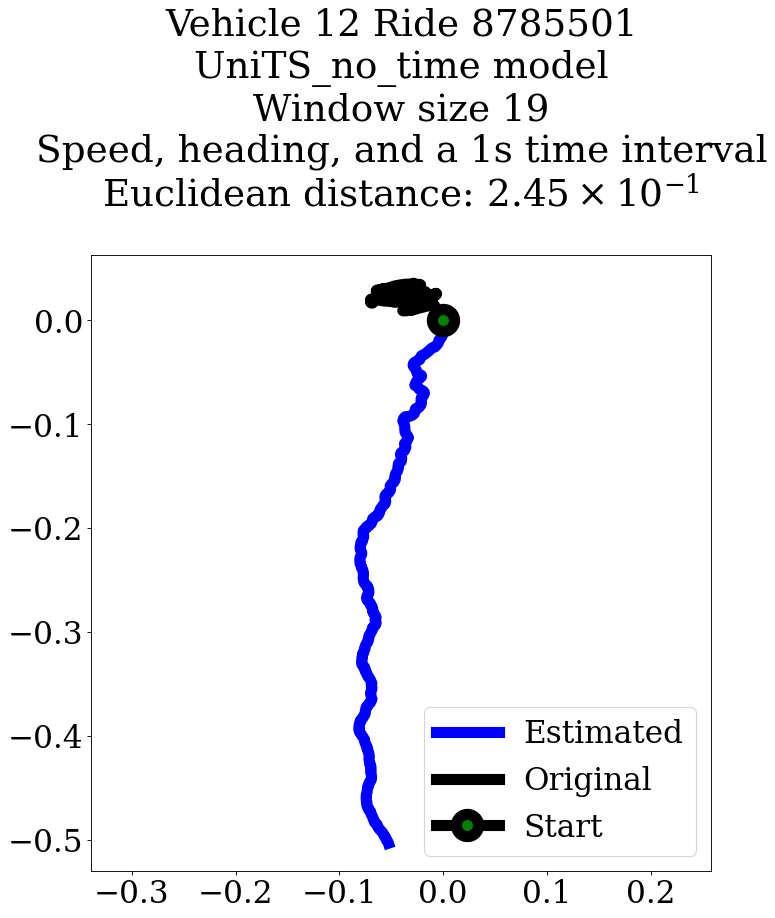 Vehicle 12 Ride 8785501
UniTS_no_time model
Window size 19
Speed, heading, and a 1s time interval
Euclidean distance: 2.45 × 10⁻¹
0.0
−0.1
−0.2
−0.3
−0.4
−0.5
Estimated
Original
Start
−0.3 −0.2 −0.1 0.0 0.1 0.2